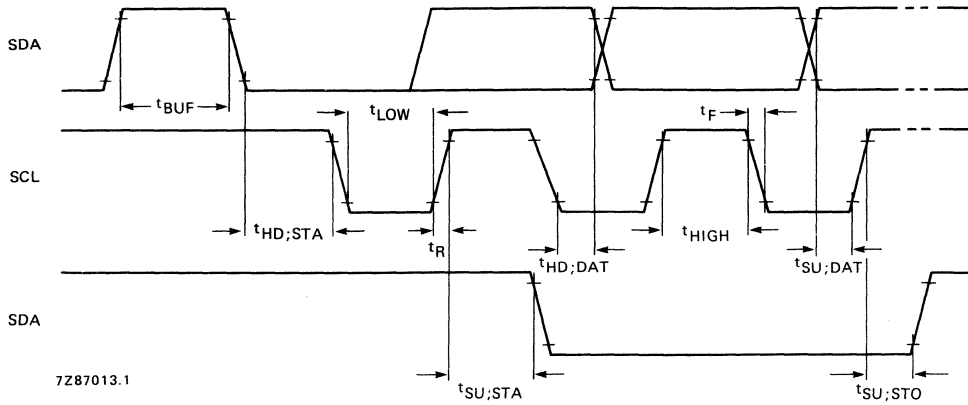 SDA
tBUF
tLOW
tF
SCL
tHD;STA
tR
tHD;DAT
tHIGH
tSU;DAT
SDA
7Z87013.1
tSU;STA
tSU;STO